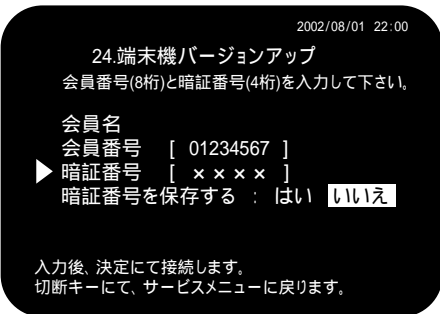 2002/08/01 22:00
24.端末機バージョンアップ
会員番号(8桁)と暗証番号(4桁)を入力して下さい。
会員名
会員番号 [ 01234567 ]
▶ 暗証番号 [ ×××× ]
暗証番号を保存する : はい いいえ
入力後、決定にて接続します。
切断キーにて、サービスメニューに戻ります。